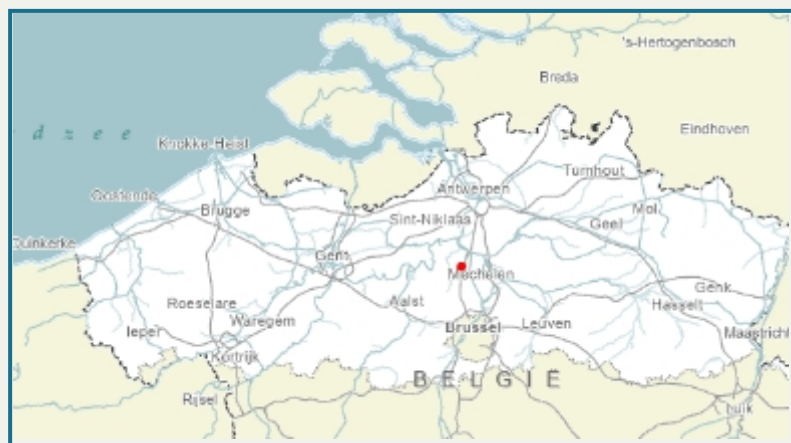 's-Hertogenbosch
Breda
d z e e
Eindhoven
Knokke-Heist
Turnhout
Antwerpen
Oostende
Mol
Brugge
Sint-Niklaas
Geel
Duinkerke
Gent
Mechelen
Genk
Roeselare
Aalst
Hasselt
Waregem
Ieper
Brussel
Leuven
Maastricht
Kortrijk
BELGIË
Rijsel
Luik